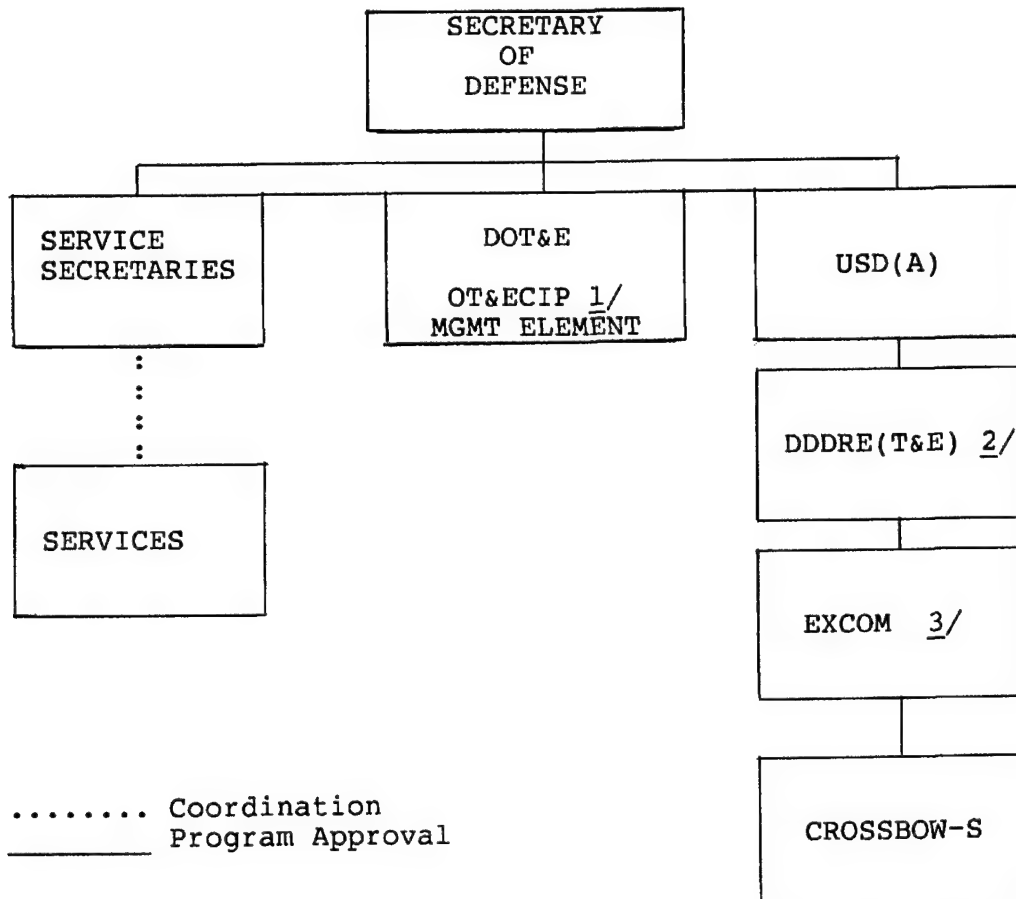 SECRETARY
OF
DEFENSE
SERVICE
SECRETARIES
DOT&E
OT&ECIP 1/
MGMT ELEMENT
USD(A)
DDDRE(T&E) 2/
SERVICES
EXCOM 3/
CROSSBOW-S
........ Coordination
Program Approval